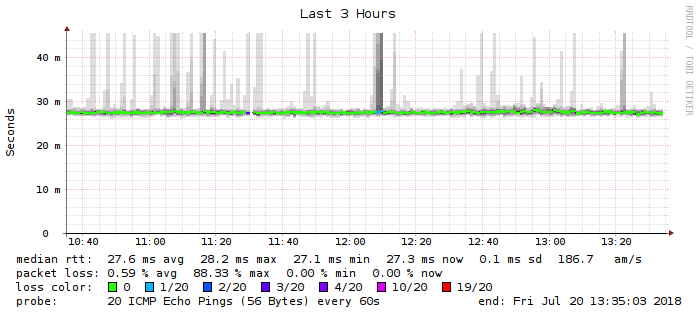 Last 3 Hours
RRDTOOL / TOBI OETIKER
Seconds
40 m
30 m
20 m
10 m
0
10:40 11:00 11:20 11:40 12:00 12:20 12:40 13:00 13:20
median rtt: 27.6 ms avg 28.2 ms max 27.1 ms min 27.3 ms now 0.1 ms sd 186.7 am/s
packet loss: 0.59 % avg 88.33 % max 0.00 % min 0.00 % now
loss color: 0 1/20 2/20 3/20 4/20 10/20 19/20
probe: 20 ICMP Echo Pings (56 Bytes) every 60s end: Fri Jul 20 13:35:03 2018